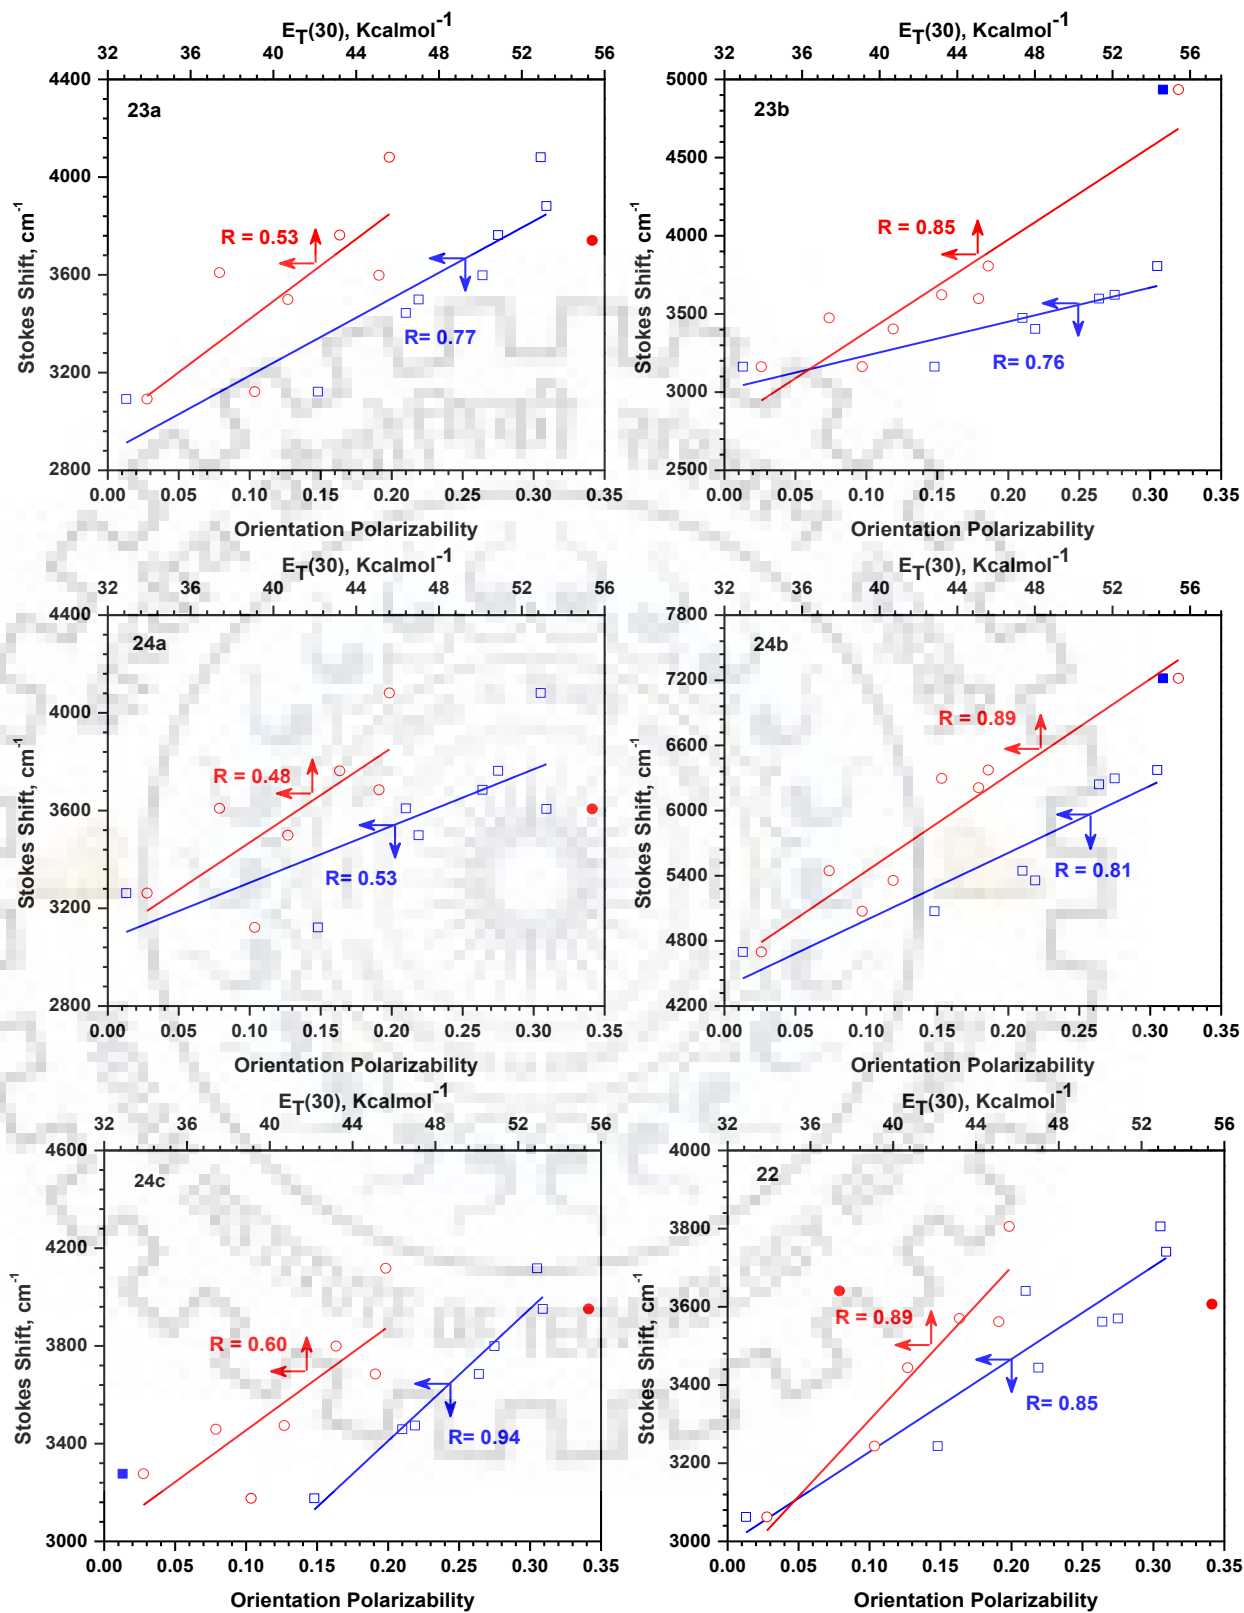 E_T(30), Kcalmol^-1
32 36 40 44 48 52 56
4400
4000
3600
3200
2800
Stokes Shift, cm^-1
23a
R = 0.53
R= 0.77
0.00 0.05 0.10 0.15 0.20 0.25 0.30 0.35
Orientation Polarizability
E_T(30), Kcalmol^-1
32 36 40 44 48 52 56
5000
4500
4000
3500
3000
2500
Stokes Shift, cm^-1
23b
R = 0.85
R= 0.76
0.00 0.05 0.10 0.15 0.20 0.25 0.30 0.35
Orientation Polarizability
E_T(30), Kcalmol^-1
32 36 40 44 48 52 56
4400
4000
3600
3200
2800
Stokes Shift, cm^-1
24a
R = 0.48
R= 0.53
0.00 0.05 0.10 0.15 0.20 0.25 0.30 0.35
Orientation Polarizability
E_T(30), Kcalmol^-1
32 36 40 44 48 52 56
7800
7200
6600
6000
5400
4800
4200
Stokes Shift, cm^-1
24b
R = 0.89
R= 0.81
0.00 0.05 0.10 0.15 0.20 0.25 0.30 0.35
Orientation Polarizability
E_T(30), Kcalmol^-1
32 36 40 44 48 52 56
4600
4200
3800
3400
3000
Stokes Shift, cm^-1
24c
R = 0.60
R= 0.94
0.00 0.05 0.10 0.15 0.20 0.25 0.30 0.35
Orientation Polarizability
E_T(30), Kcalmol^-1
32 36 40 44 48 52 56
4000
3800
3600
3400
3200
3000
Stokes Shift, cm^-1
22
R = 0.89
R= 0.85
0.00 0.05 0.10 0.15 0.20 0.25 0.30 0.35
Orientation Polarizability